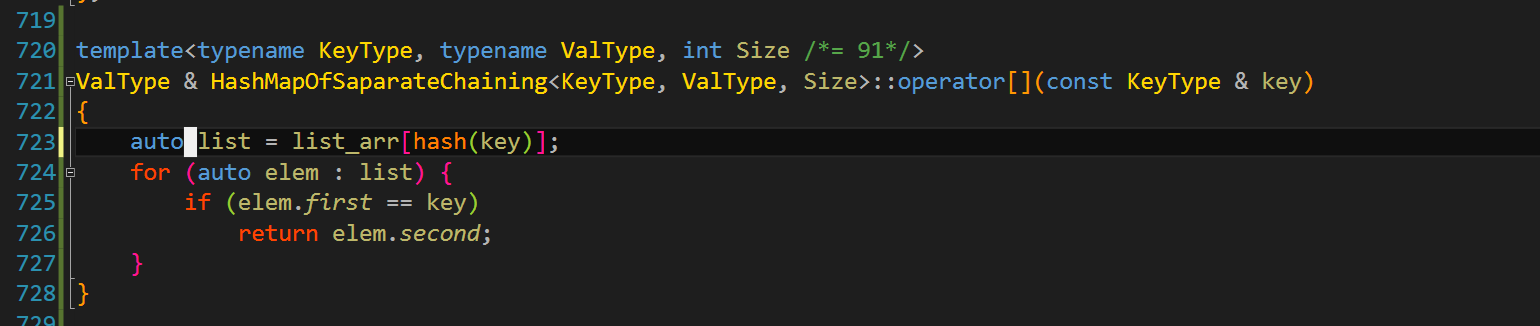 719
720 template<typename KeyType, typename ValType, int Size /*= 91*/>
721 ValType & HashMapOfSaparateChaining<KeyType, ValType, Size>::operator[](const KeyType & key)
722 {
723 auto list = list_arr[hash(key)];
724 for (auto elem : list) {
725 if (elem.first == key)
726 return elem.second;
727 }
728 }
729